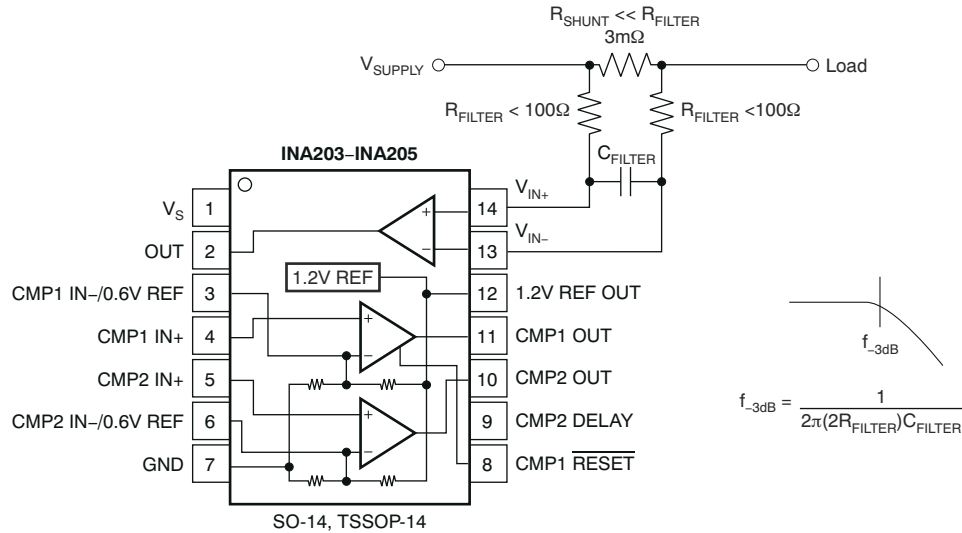 R_SHUNT << R_FILTER
3mΩ
V_SUPPLY
Load
R_FILTER < 100Ω
R_FILTER <100Ω
C_FILTER
INA203–INA205
V_IN+
V_IN–
V_S 1
OUT 2
CMP1 IN–/0.6V REF 3
CMP1 IN+ 4
CMP2 IN+ 5
CMP2 IN–/0.6V REF 6
GND 7
+
–
1.2V REF
+
–
+
–
14
13
12 1.2V REF OUT
11 CMP1 OUT
10 CMP2 OUT
9 CMP2 DELAY
8 CMP1 R̅E̅S̅E̅T̅
SO-14, TSSOP-14
f_–3dB
f_–3dB = 1 / 2π(2R_FILTER)C_FILTER